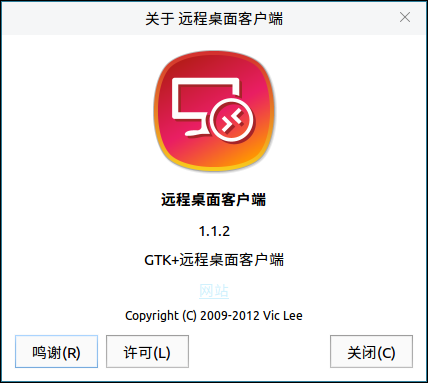 关于 远程桌面客户端
远程桌面客户端
1.1.2
GTK+远程桌面客户端
网站
Copyright (C) 2009-2012 Vic Lee
鸣谢(R) 许可(L) 关闭(C)